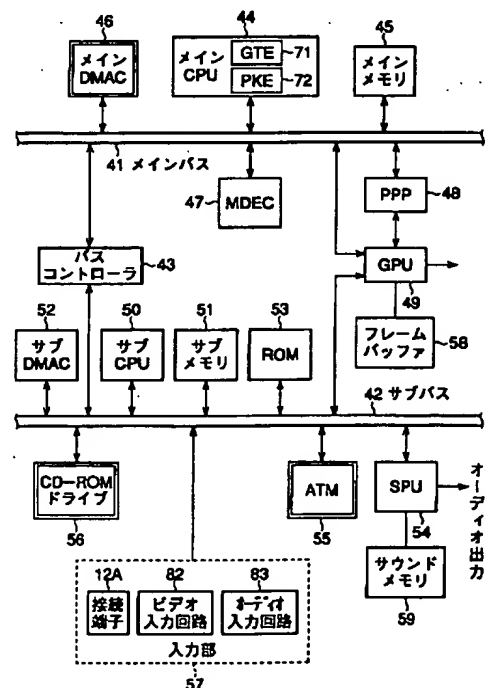 46
44
45
メイン
DMAC
メイン
CPU
GTE
71
PKE
72
メイン
メモリ
41 メインバス
47
MDEC
PPP
48
バス
コントローラ
43
GPU
49
52
50
51
53
サブ
DMAC
サブ
CPU
サブ
メモリ
ROM
フレーム
バッファ
58
42 サブバス
CD-ROM
ドライブ
56
ATM
55
SPU
54
オーディオ出力
サウンド
メモリ
59
12A
82
83
接続
端子
ビデオ
入力回路
オーディオ
入力回路
入力部
57